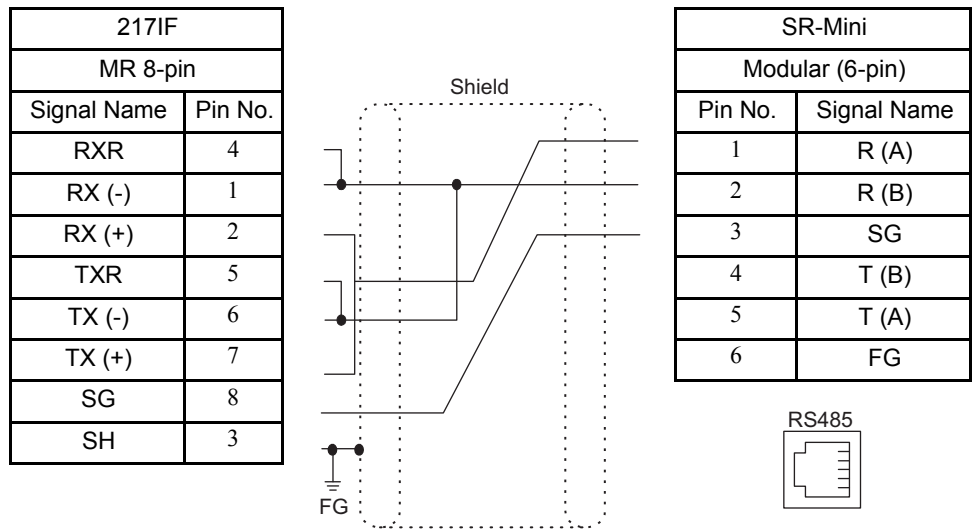 217IF
MR 8-pin
Signal Name Pin No.
RXR 4
RX (-) 1
RX (+) 2
TXR 5
TX (-) 6
TX (+) 7
SG 8
SH 3
Shield
FG
SR-Mini
Modular (6-pin)
Pin No. Signal Name
1 R (A)
2 R (B)
3 SG
4 T (B)
5 T (A)
6 FG
RS485